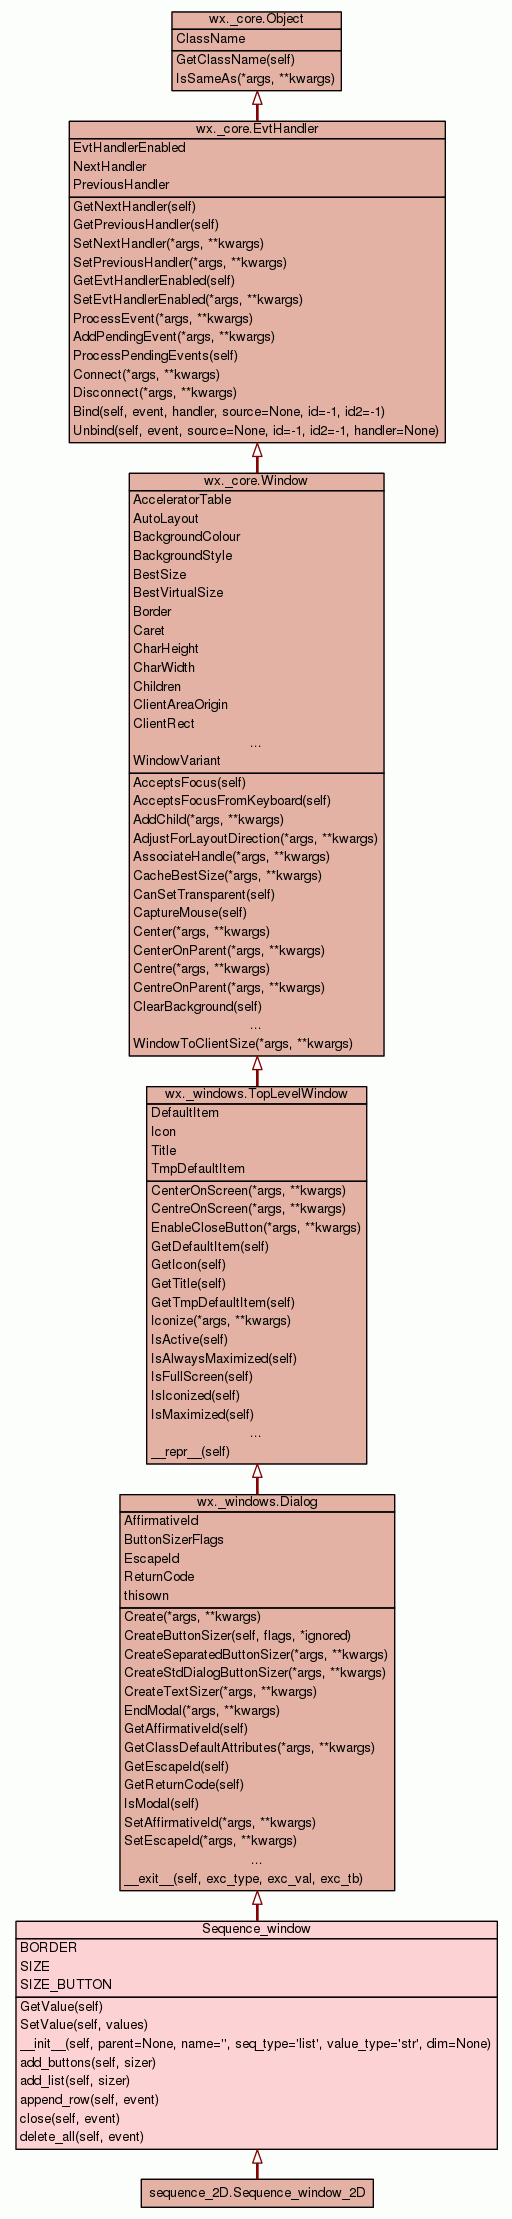 wx._core.Object
ClassName
GetClassName(self)
IsSameAs(*args, **kwargs)
wx._core.EvtHandler
EvtHandlerEnabled
NextHandler
PreviousHandler
GetNextHandler(self)
GetPreviousHandler(self)
SetNextHandler(*args, **kwargs)
SetPreviousHandler(*args, **kwargs)
GetEvtHandlerEnabled(self)
SetEvtHandlerEnabled(*args, **kwargs)
ProcessEvent(*args, **kwargs)
AddPendingEvent(*args, **kwargs)
ProcessPendingEvents(self)
Connect(*args, **kwargs)
Disconnect(*args, **kwargs)
Bind(self, event, handler, source=None, id=-1, id2=-1)
Unbind(self, event, source=None, id=-1, id2=-1, handler=None)
wx._core.Window
AcceleratorTable
AutoLayout
BackgroundColour
BackgroundStyle
BestSize
BestVirtualSize
Border
Caret
CharHeight
CharWidth
Children
ClientAreaOrigin
ClientRect
...
WindowVariant
AcceptsFocus(self)
AcceptsFocusFromKeyboard(self)
AddChild(*args, **kwargs)
AdjustForLayoutDirection(*args, **kwargs)
AssociateHandle(*args, **kwargs)
CacheBestSize(*args, **kwargs)
CanSetTransparent(self)
CaptureMouse(self)
Center(*args, **kwargs)
CenterOnParent(*args, **kwargs)
Centre(*args, **kwargs)
CentreOnParent(*args, **kwargs)
ClearBackground(self)
...
WindowToClientSize(*args, **kwargs)
wx._windows.TopLevelWindow
DefaultItem
Icon
Title
TmpDefaultItem
CenterOnScreen(*args, **kwargs)
CentreOnScreen(*args, **kwargs)
EnableCloseButton(*args, **kwargs)
GetDefaultItem(self)
GetIcon(self)
GetTitle(self)
GetTmpDefaultItem(self)
Iconize(*args, **kwargs)
IsActive(self)
IsAlwaysMaximized(self)
IsFullScreen(self)
IsIconized(self)
IsMaximized(self)
...
__repr__(self)
wx._windows.Dialog
AffirmativeId
ButtonSizerFlags
EscapeId
ReturnCode
thisown
Create(*args, **kwargs)
CreateButtonSizer(self, flags, *ignored)
CreateSeparatedButtonSizer(*args, **kwargs)
CreateStdDialogButtonSizer(*args, **kwargs)
CreateTextSizer(*args, **kwargs)
EndModal(*args, **kwargs)
GetAffirmativeId(self)
GetClassDefaultAttributes(*args, **kwargs)
GetEscapeId(self)
GetReturnCode(self)
IsModal(self)
SetAffirmativeId(*args, **kwargs)
SetEscapeId(*args, **kwargs)
...
__exit__(self, exc_type, exc_val, exc_tb)
Sequence_window
BORDER
SIZE
SIZE_BUTTON
GetValue(self)
SetValue(self, values)
__init__(self, parent=None, name='', seq_type='list', value_type='str', dim=None)
add_buttons(self, sizer)
add_list(self, sizer)
append_row(self, event)
close(self, event)
delete_all(self, event)
sequence_2D.Sequence_window_2D